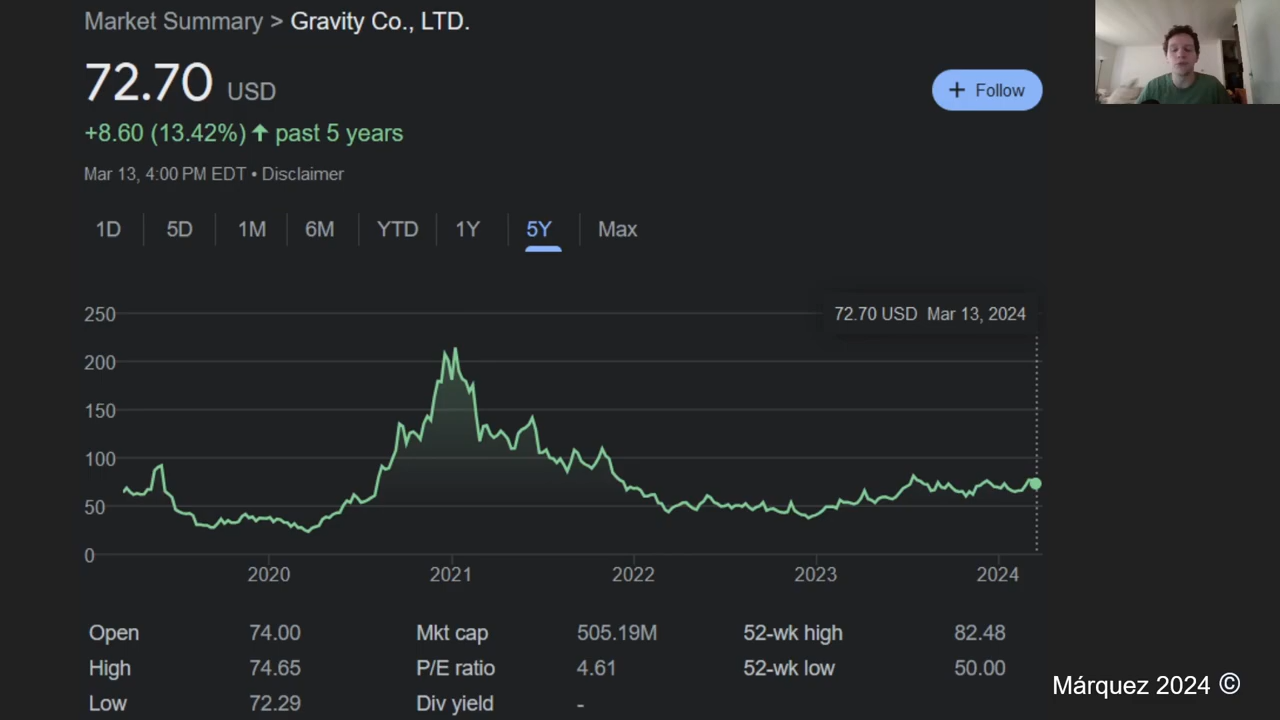 Market Summary > Gravity Co., LTD.
72.70 USD
+ Follow
+8.60 (13.42%) ↑ past 5 years
Mar 13, 4:00 PM EDT • Disclaimer
1D 5D 1M 6M YTD 1Y 5Y Max
72.70 USD Mar 13, 2024
250
200
150
100
50
0
2020 2021 2022 2023 2024
Open 74.00 Mkt cap 505.19M 52-wk high 82.48
High 74.65 P/E ratio 4.61 52-wk low 50.00
Low 72.29 Div yield -
Márquez 2024 ©